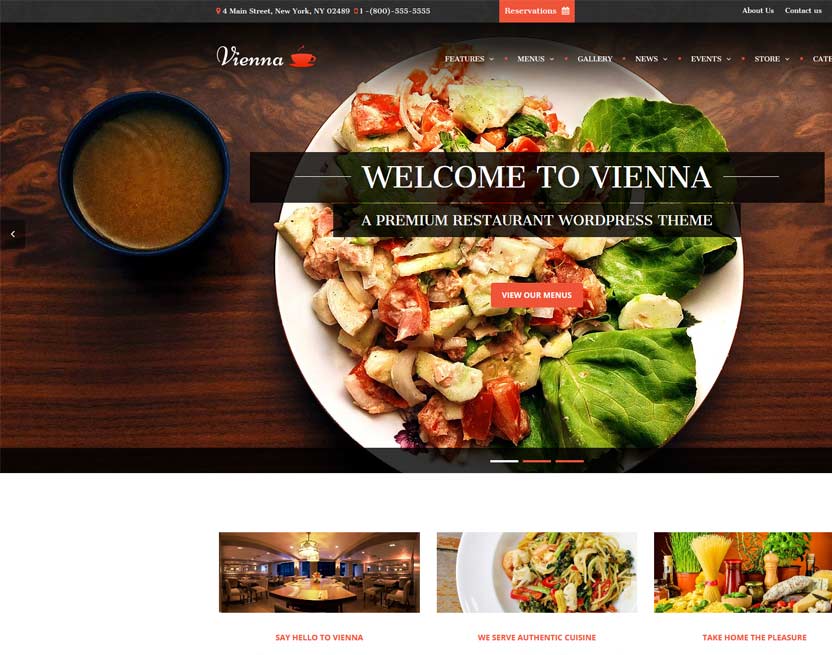 4 Main Street, New York, NY 02489 1 -(800)-555-5555
Reservations
About Us Contact us
Vienna
FEATURES MENUS GALLERY NEWS EVENTS STORE CATE
WELCOME TO VIENNA
A PREMIUM RESTAURANT WORDPRESS THEME
VIEW OUR MENUS
SAY HELLO TO VIENNA
WE SERVE AUTHENTIC CUISINE
TAKE HOME THE PLEASURE